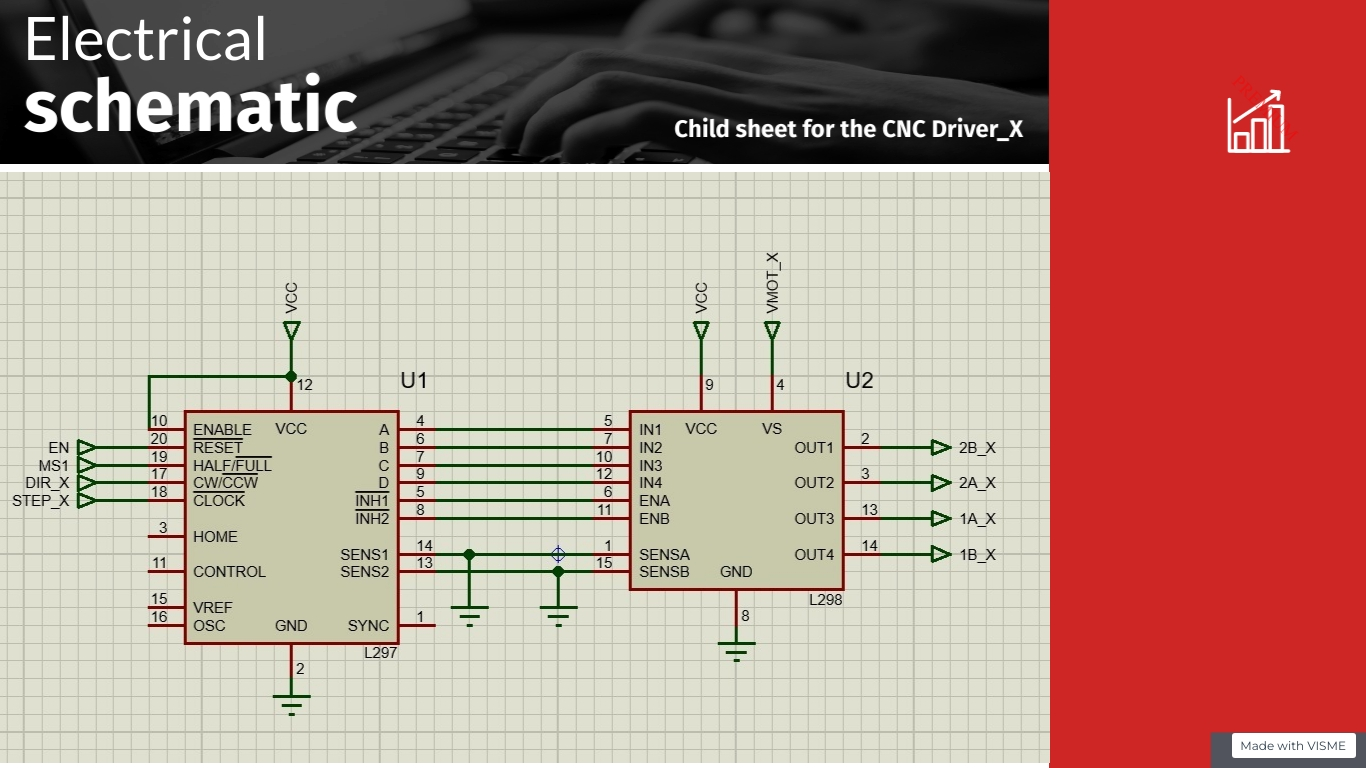 Electrical
schematic
Child sheet for the CNC Driver_X
PREMIUM
VCC
VCC
VMOT_X
12
U1
9
4
U2
10
ENABLE
VCC
A
4
5
IN1
VCC
VS
EN
20
RESET
B
6
7
IN2
OUT1
2
2B_X
MS1
19
HALF/FULL
C
7
10
IN3
DIR_X
17
CW/CCW
D
9
12
IN4
OUT2
3
2A_X
STEP_X
18
CLOCK
INH1
5
6
ENA
INH2
8
11
ENB
OUT3
13
1A_X
3
HOME
SENS1
14
1
SENSA
OUT4
14
1B_X
11
CONTROL
SENS2
13
15
SENSB
GND
15
VREF
L298
16
OSC
GND
SYNC
1
8
L297
2
Made with VISME